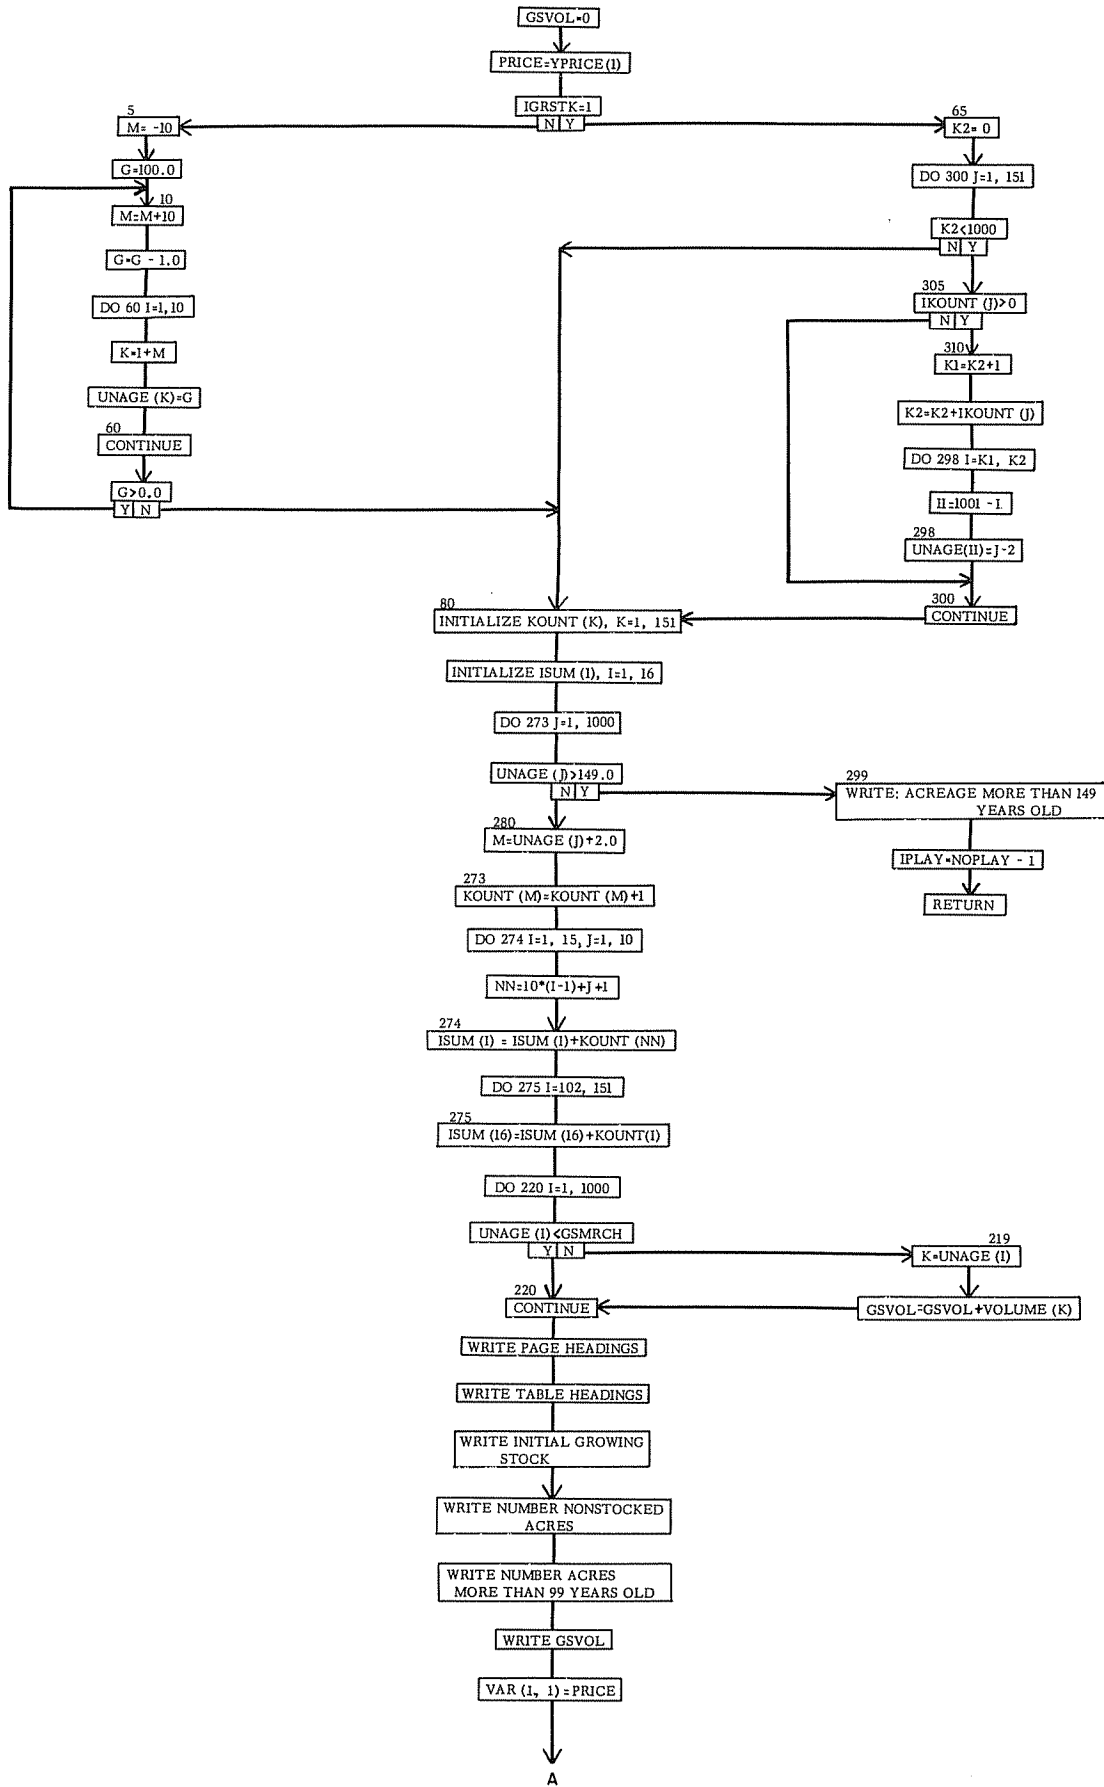 GSVOL=0
PRICE=YPRICE(1)
IGRSTK=1
N Y
5
M= -10
G=100.0
10
M=M+10
G=G - 1.0
DO 60 I=1,10
K=I+M
UNAGE (K)=G
60
CONTINUE
G>0.0
Y N
65
K2= 0
DO 300 J=1, 151
K2<1000
N Y
305
IKOUNT (J)>0
N Y
310
K1=K2+1
K2=K2+IKOUNT (J)
DO 298 I=K1, K2
II=1001 - I
298
UNAGE(II)=J-2
300
CONTINUE
80
INITIALIZE KOUNT (K), K=1, 151
INITIALIZE ISUM (I), I=1, 16
DO 273 J=1, 1000
UNAGE (J)>149.0
N Y
299
WRITE: ACREAGE MORE THAN 149
YEARS OLD
IPLAY=NOPLAY - 1
RETURN
280
M=UNAGE (J)+2.0
273
KOUNT (M)=KOUNT (M)+1
DO 274 I=1, 15, J=1, 10
NN=10*(I-1)+J+1
274
ISUM (I) = ISUM (I)+KOUNT (NN)
DO 275 I=102, 151
275
ISUM (16)=ISUM (16)+KOUNT(I)
DO 220 I=1, 1000
UNAGE (I)<GSMRCH
Y N
219
K=UNAGE (I)
GSVOL=GSVOL+VOLUME (K)
220
CONTINUE
WRITE PAGE HEADINGS
WRITE TABLE HEADINGS
WRITE INITIAL GROWING
STOCK
WRITE NUMBER NONSTOCKED
ACRES
WRITE NUMBER ACRES
MORE THAN 99 YEARS OLD
WRITE GSVOL
VAR (1, 1)=PRICE
A